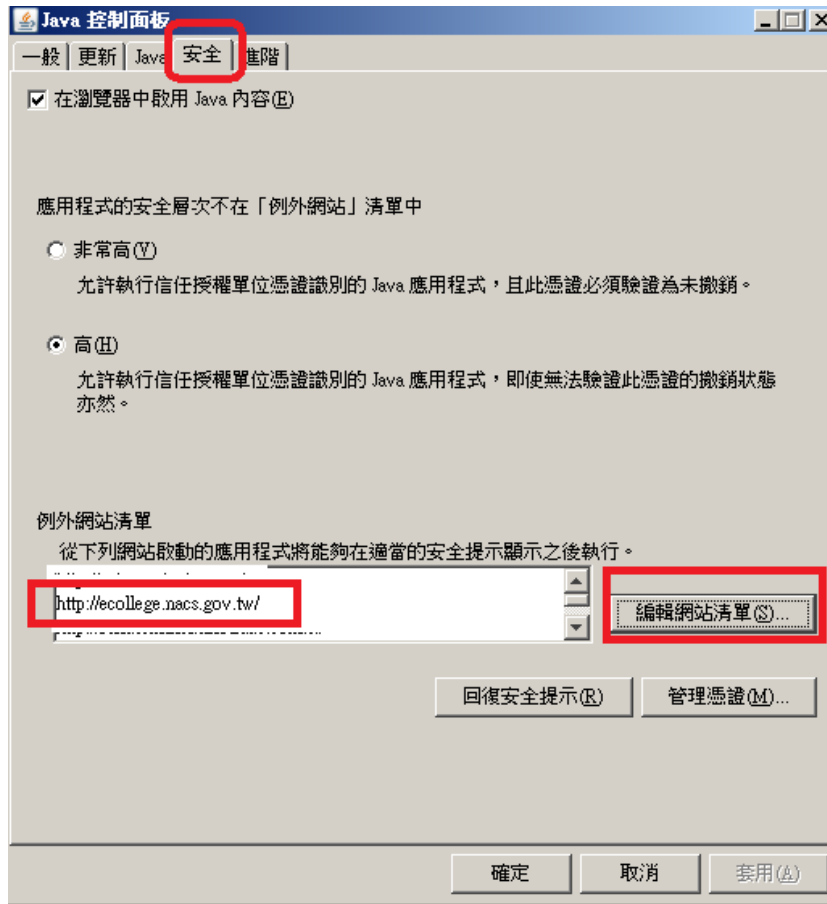 Java 控制面板
一般 更新 Java 安全 進階
在瀏覽器中啟用 Java 內容(E)
應用程式的安全層次不在「例外網站」清單中
非常高(V)
允許執行信任授權單位憑證識別的 Java 應用程式，且此憑證必須驗證為未撤銷。
高(H)
允許執行信任授權單位憑證識別的 Java 應用程式，即使無法驗證此憑證的撤銷狀態
亦然。
例外網站清單
從下列網站啟動的應用程式將能夠在適當的安全提示顯示之後執行。
http://ecollege.nacs.gov.tw/
編輯網站清單(S)...
回復安全提示(R) 管理憑證(M)...
確定 取消 套用(A)